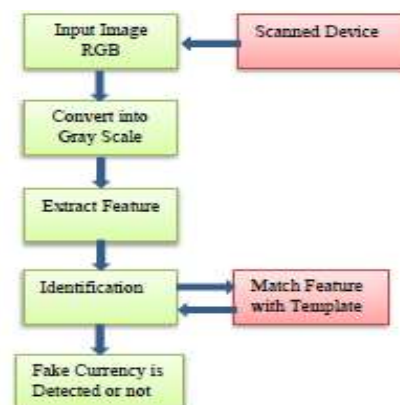 Input Image
RGB
Scanned Device
Convert into
Gray Scale
Extract Feature
Identification
Match Feature
with Template
Fake Currency is
Detected or not